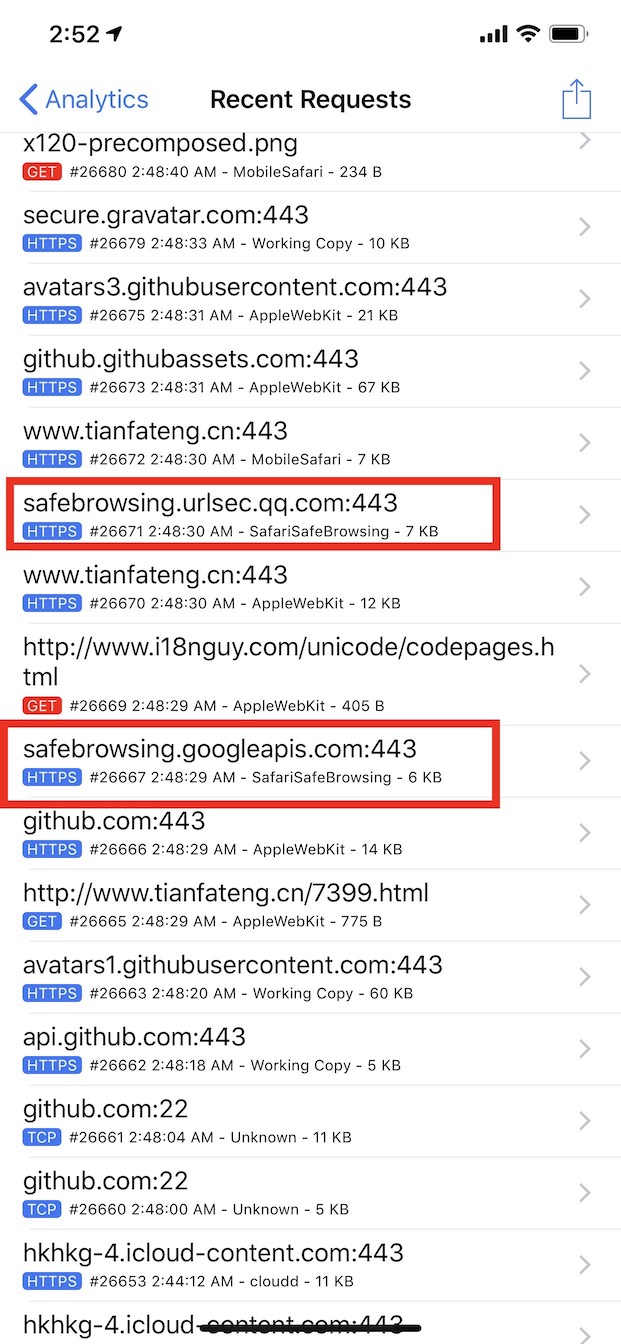 2:52
Analytics
Recent Requests
x120-precomposed.png
GET #26680 2:48:40 AM - MobileSafari - 234 B
secure.gravatar.com:443
HTTPS #26679 2:48:33 AM - Working Copy - 10 KB
avatars3.githubusercontent.com:443
HTTPS #26675 2:48:31 AM - AppleWebKit - 21 KB
github.githubassets.com:443
HTTPS #26673 2:48:31 AM - AppleWebKit - 67 KB
www.tianfateng.cn:443
HTTPS #26672 2:48:30 AM - MobileSafari - 7 KB
safebrowsing.urlsec.qq.com:443
HTTPS #26671 2:48:30 AM - SafariSafeBrowsing - 7 KB
www.tianfateng.cn:443
HTTPS #26670 2:48:30 AM - AppleWebKit - 12 KB
http://www.i18nguy.com/unicode/codepages.h
tml
GET #26669 2:48:29 AM - AppleWebKit - 405 B
safebrowsing.googleapis.com:443
HTTPS #26667 2:48:29 AM - SafariSafeBrowsing - 6 KB
github.com:443
HTTPS #26666 2:48:29 AM - AppleWebKit - 14 KB
http://www.tianfateng.cn/7399.html
GET #26665 2:48:29 AM - AppleWebKit - 775 B
avatars1.githubusercontent.com:443
HTTPS #26663 2:48:20 AM - Working Copy - 60 KB
api.github.com:443
HTTPS #26662 2:48:18 AM - Working Copy - 5 KB
github.com:22
TCP #26661 2:48:04 AM - Unknown - 11 KB
github.com:22
TCP #26660 2:48:00 AM - Unknown - 5 KB
hkhkg-4.icloud-content.com:443
HTTPS #26653 2:44:12 AM - cloudd - 11 KB
hkhkg-4.icloud-content.com:443